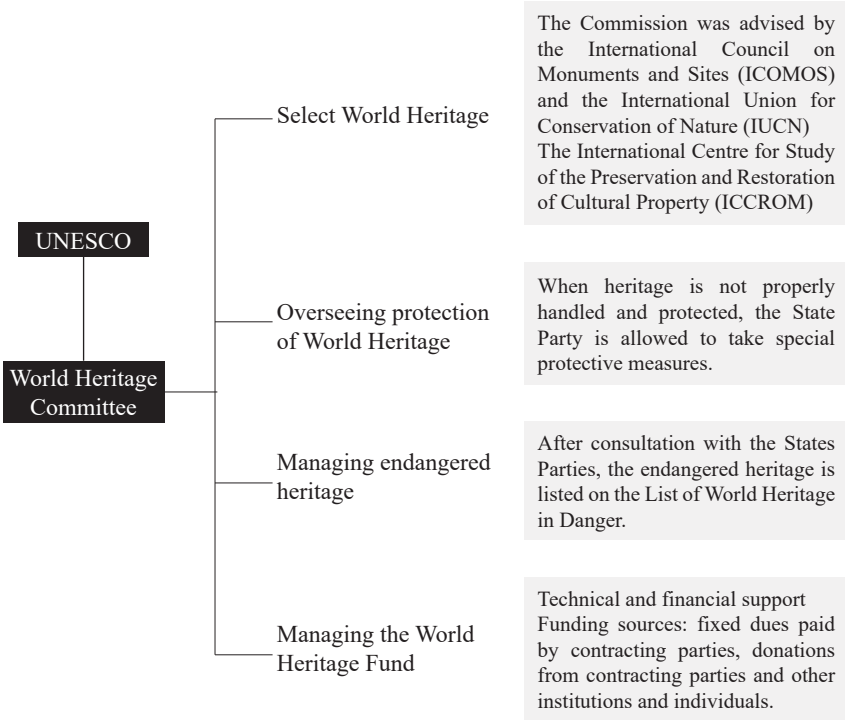 UNESCO
World Heritage
Committee
Select World Heritage
The Commission was advised by
the International Council on
Monuments and Sites (ICOMOS)
and the International Union for
Conservation of Nature (IUCN)
The International Centre for Study
of the Preservation and Restoration
of Cultural Property (ICCROM)
Overseeing protection
of World Heritage
When heritage is not properly
handled and protected, the State
Party is allowed to take special
protective measures.
Managing endangered
heritage
After consultation with the States
Parties, the endangered heritage is
listed on the List of World Heritage
in Danger.
Managing the World
Heritage Fund
Technical and financial support
Funding sources: fixed dues paid
by contracting parties, donations
from contracting parties and other
institutions and individuals.